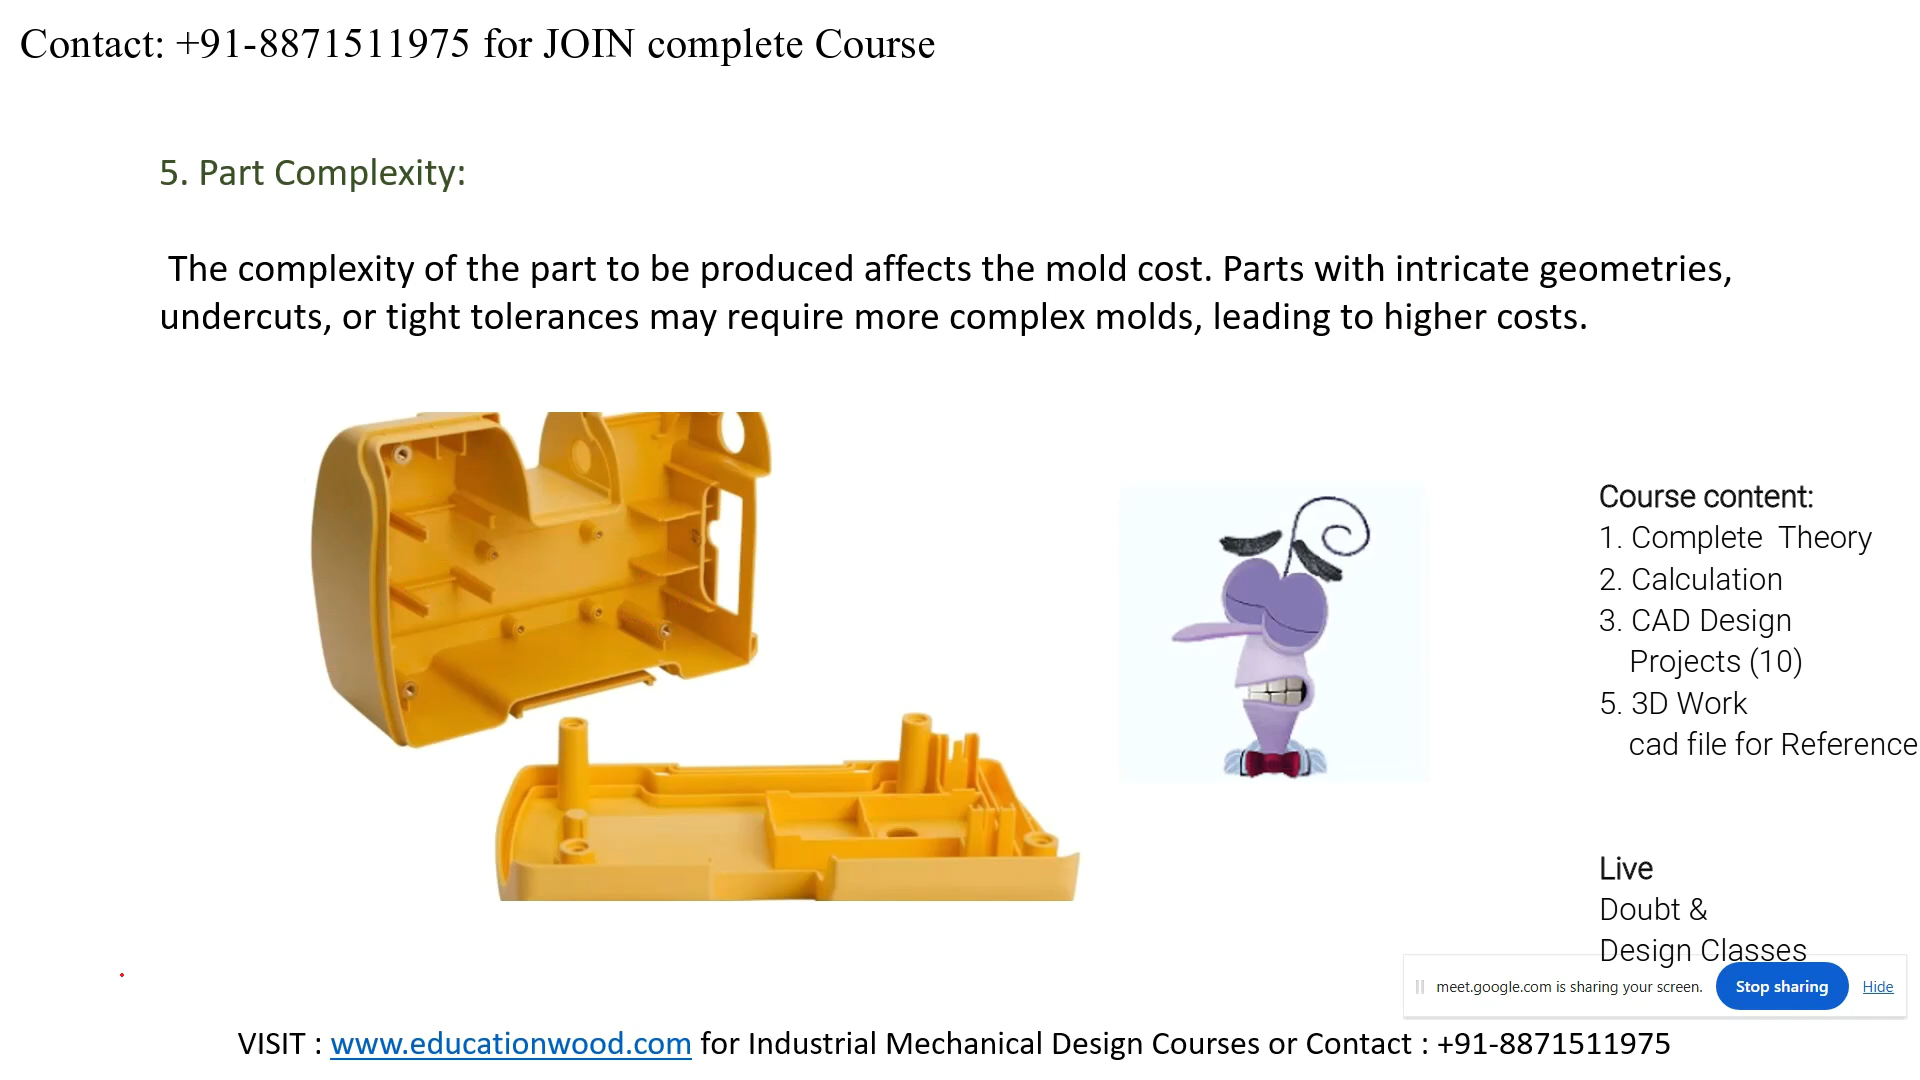 Contact: +91-8871511975 for JOIN complete Course
5. Part Complexity:
The complexity of the part to be produced affects the mold cost. Parts with intricate geometries,
undercuts, or tight tolerances may require more complex molds, leading to higher costs.
Course content:
1. Complete Theory
2. Calculation
3. CAD Design
Projects (10)
5. 3D Work
cad file for Reference
Live
Doubt &
Design Classes
meet.google.com is sharing your screen. Stop sharing Hide
VISIT : www.educationwood.com for Industrial Mechanical Design Courses or Contact : +91-8871511975